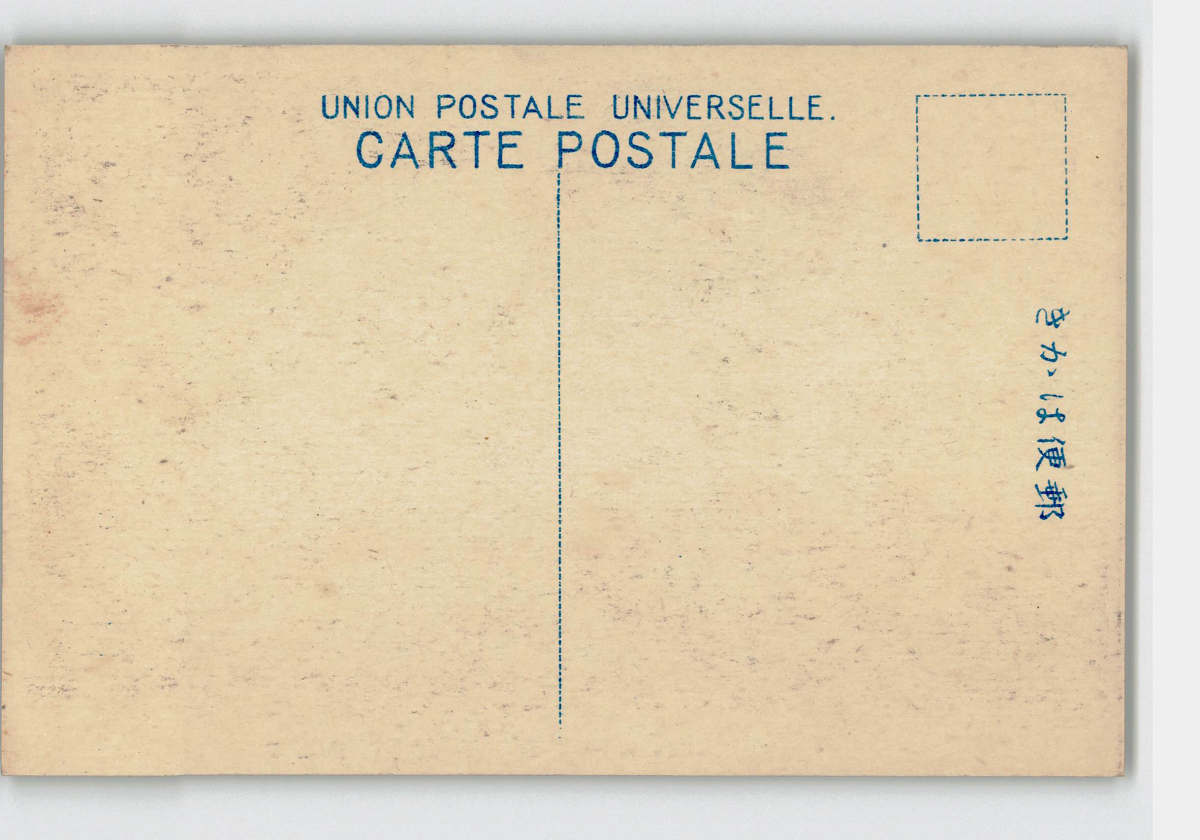 UNION POSTALE UNIVERSELLE.
CARTE POSTALE
きかは便郵